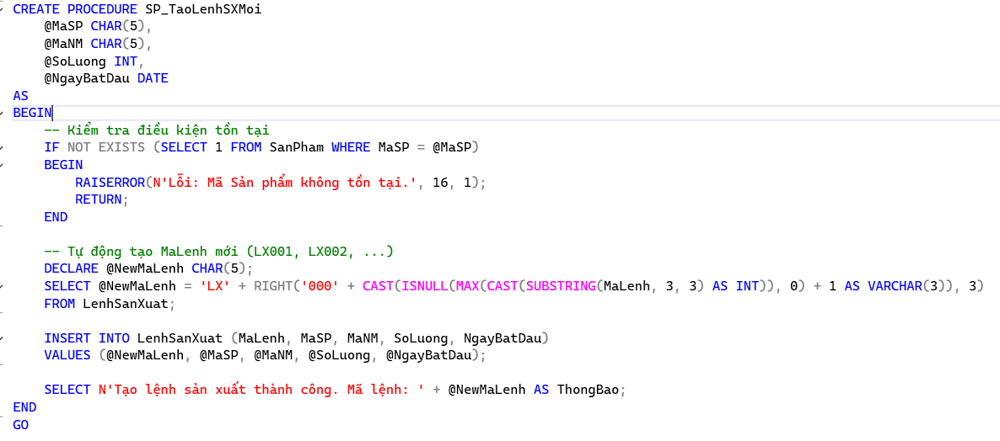 CREATE PROCEDURE SP_TaoLenhSXMoi
    @MaSP CHAR(5),
    @MaNM CHAR(5),
    @SoLuong INT,
    @NgayBatDau DATE
AS
BEGIN
    -- Kiểm tra điều kiện tồn tại
    IF NOT EXISTS (SELECT 1 FROM SanPham WHERE MaSP = @MaSP)
    BEGIN
        RAISERROR(N'Lỗi: Mã Sản phẩm không tồn tại.', 16, 1);
        RETURN;
    END

    -- Tự động tạo MaLenh mới (LX001, LX002, ...)
    DECLARE @NewMaLenh CHAR(5);
    SELECT @NewMaLenh = 'LX' + RIGHT('000' + CAST(ISNULL(MAX(CAST(SUBSTRING(MaLenh, 3, 3) AS INT)), 0) + 1 AS VARCHAR(3)), 3)
    FROM LenhSanXuat;

    INSERT INTO LenhSanXuat (MaLenh, MaSP, MaNM, SoLuong, NgayBatDau)
    VALUES (@NewMaLenh, @MaSP, @MaNM, @SoLuong, @NgayBatDau);

    SELECT N'Tạo lệnh sản xuất thành công. Mã lệnh: ' + @NewMaLenh AS ThongBao;
END
GO